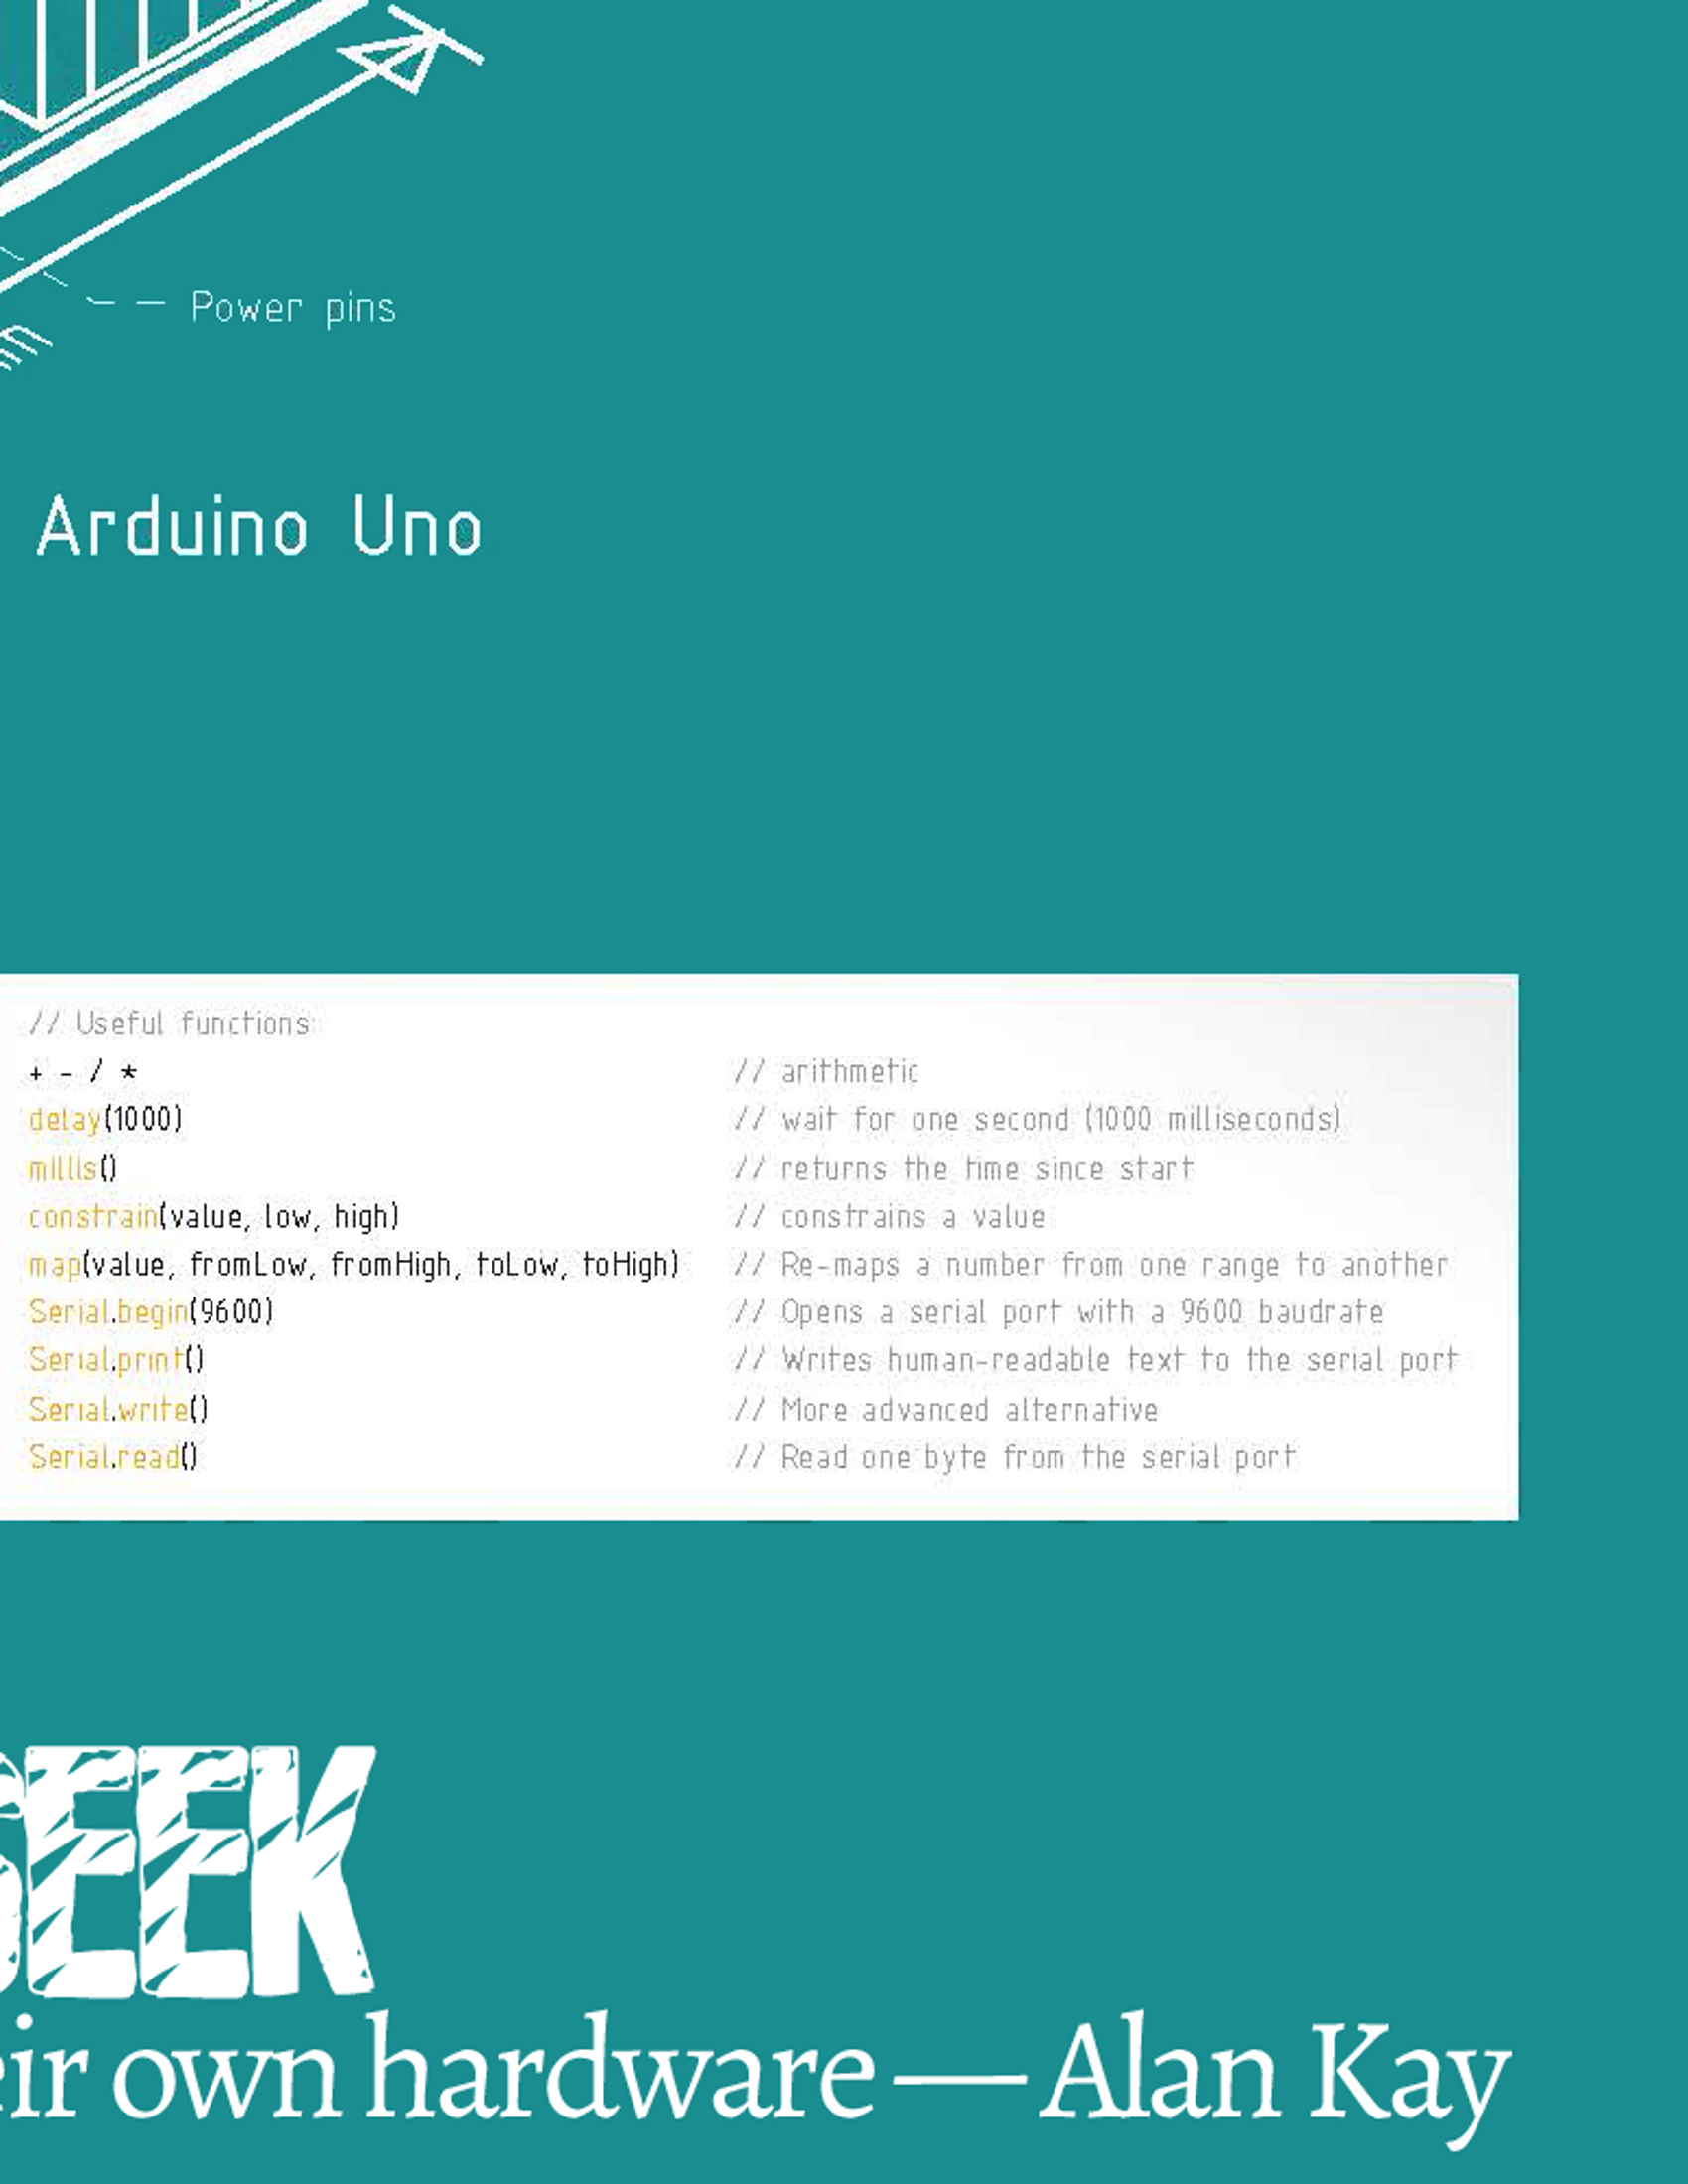 Power pins
Arduino Uno
// Useful functions:
+ - / * // arithmetic
delay(1000) // wait for one second (1000 milliseconds)
millis() // returns the time since start
constrain(value, low, high) // constrains a value
map(value, fromLow, fromHigh, toLow, toHigh) // Re-maps a number from one range to another
Serial.begin(9600) // Opens a serial port with a 9600 baudrate
Serial.print() // Writes human-readable text to the serial port
Serial.write() // More advanced alternative
Serial.read() // Read one byte from the serial port
EEK
eir own hardware — Alan Kay